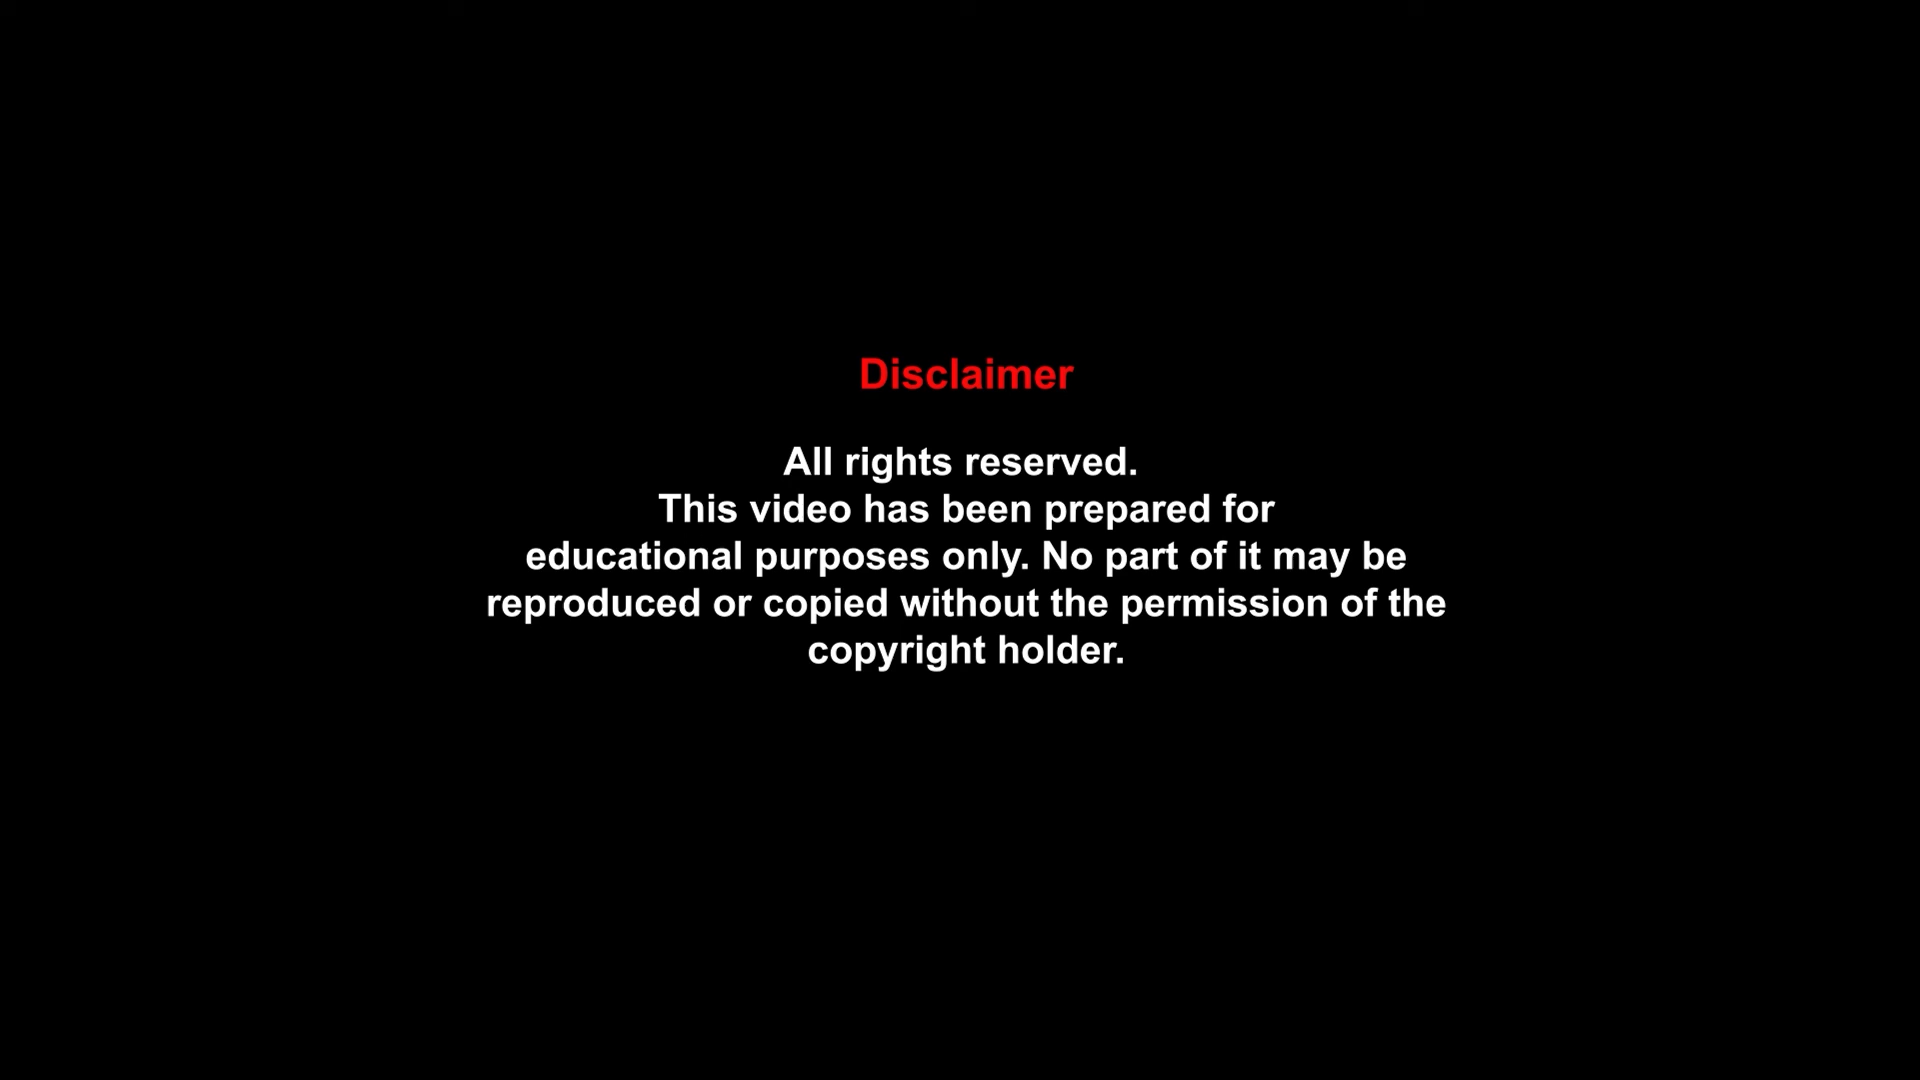 Disclaimer
All rights reserved.
This video has been prepared for
educational purposes only. No part of it may be
reproduced or copied without the permission of the
copyright holder.